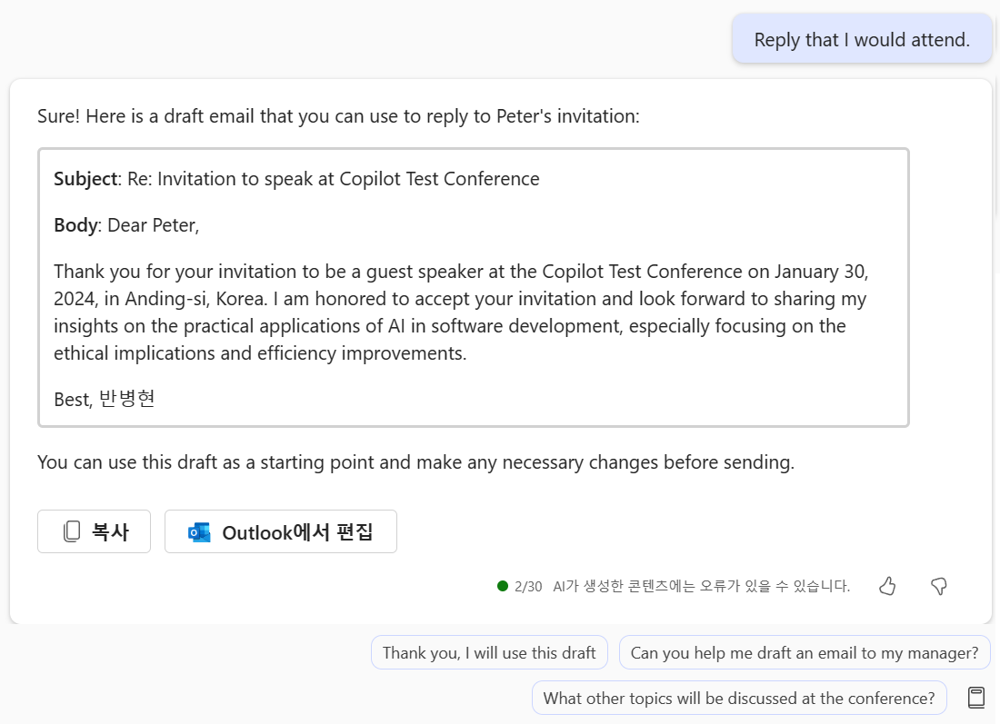 Reply that I would attend.
Sure! Here is a draft email that you can use to reply to Peter's invitation:
Subject: Re: Invitation to speak at Copilot Test Conference
Body: Dear Peter,
Thank you for your invitation to be a guest speaker at the Copilot Test Conference on January 30,
2024, in Anding-si, Korea. I am honored to accept your invitation and look forward to sharing my
insights on the practical applications of AI in software development, especially focusing on the
ethical implications and efficiency improvements.
Best, 반병현
You can use this draft as a starting point and make any necessary changes before sending.
복사
Outlook에서 편집
2/30 AI가 생성한 콘텐츠에는 오류가 있을 수 있습니다.
Thank you, I will use this draft
Can you help me draft an email to my manager?
What other topics will be discussed at the conference?